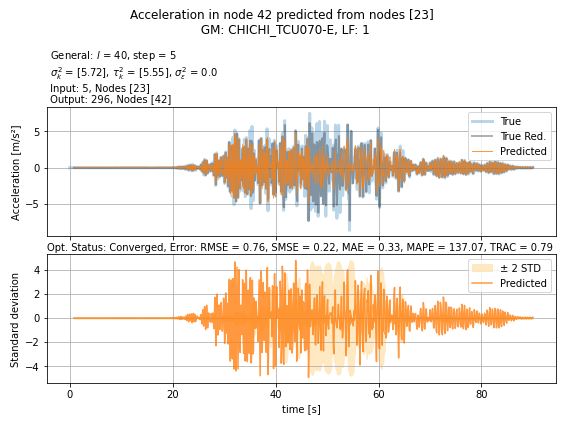 Acceleration in node 42 predicted from nodes [23]
GM: CHICHI_TCU070-E, LF: 1
General: l = 40, step = 5
σ²ₖ = [5.72], τ²ₖ = [5.55], σ²ε = 0.0
Input: 5, Nodes [23]
Output: 296, Nodes [42]
Acceleration [m/s²]
5
0
−5
True
True Red.
Predicted
Opt. Status: Converged, Error: RMSE = 0.76, SMSE = 0.22, MAE = 0.33, MAPE = 137.07, TRAC = 0.79
Standard deviation
4
2
0
−2
−4
± 2 STD
Predicted
0 20 40 60 80
time [s]